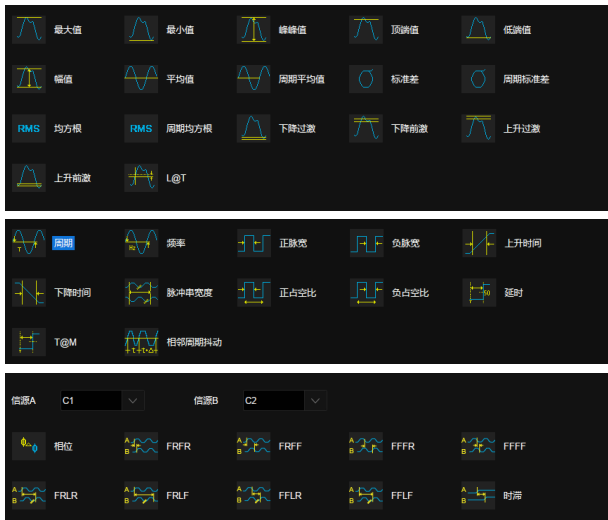 最大值 最小值 峰峰值 顶端值 低端值
幅值 平均值 周期平均值 标准差 周期标准差
RMS 均方根 RMS 周期均方根 下降过激 下降前激 上升过激
上升前激 L@T
周期 频率 正脉宽 负脉宽 上升时间
下降时间 脉冲串宽度 正占空比 负占空比 延时
T@M 相邻周期抖动
信源A C1 信源B C2
相位 FRFR FRFF FFFR FFFF
FRLR FRLF FFLR FFLF 时滞